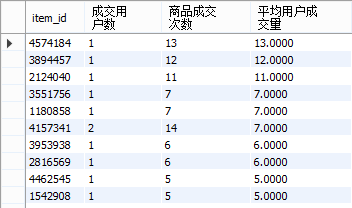 item_id 成交用户数 商品成交次数 平均用户成交量
4574184 1 13 13.0000
3894457 1 12 12.0000
2124040 1 11 11.0000
3551756 1 7 7.0000
1180858 1 7 7.0000
4157341 2 14 7.0000
3953938 1 6 6.0000
2816569 1 6 6.0000
4462545 1 5 5.0000
1542908 1 5 5.0000